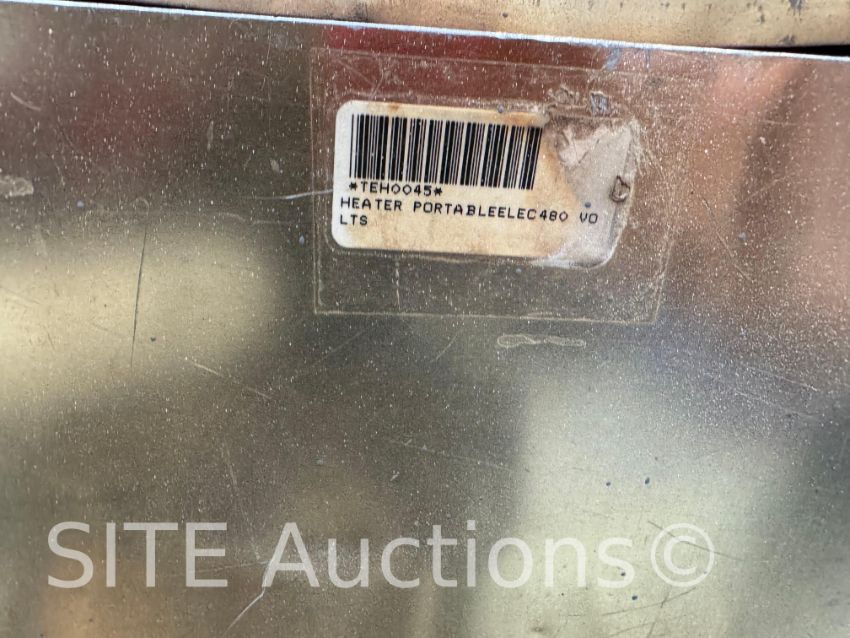 *TEH0045*
HEATER PORTABLEELEC480 VO
LTS
SITE Auctions©